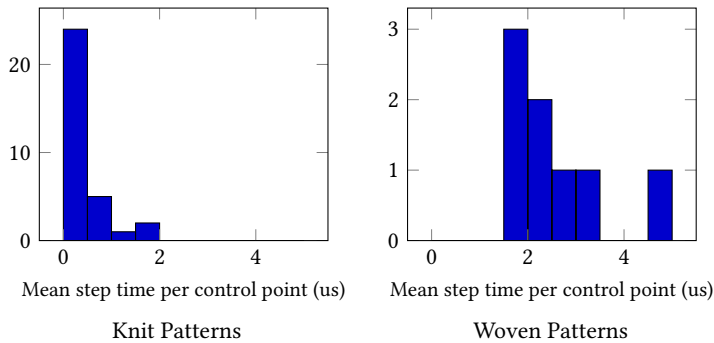 20
10
0
0 2 4
Mean step time per control point (us)
Knit Patterns
3
2
1
0
0 2 4
Mean step time per control point (us)
Woven Patterns